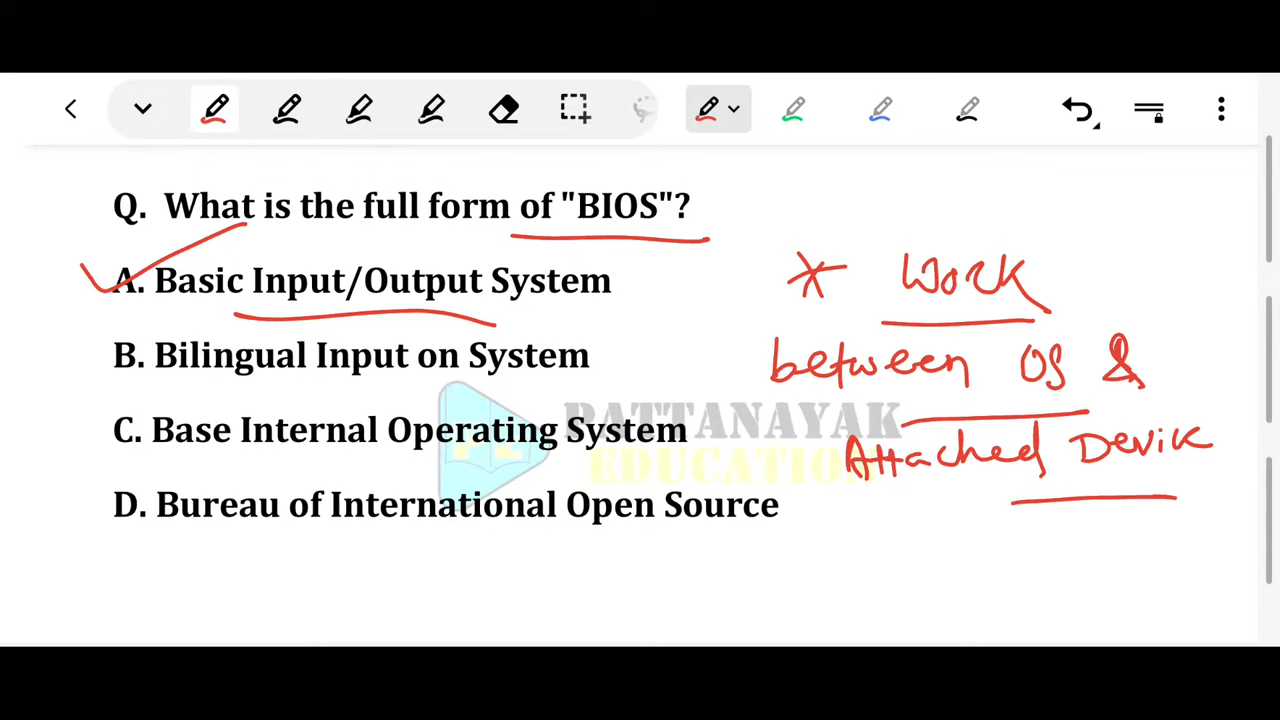 Q. What is the full form of "BIOS"?
A. Basic Input/Output System
B. Bilingual Input on System
C. Base Internal Operating System
D. Bureau of International Open Source
* Work
between OS &
Attached Device
PATTANAYAK
EDUCATION